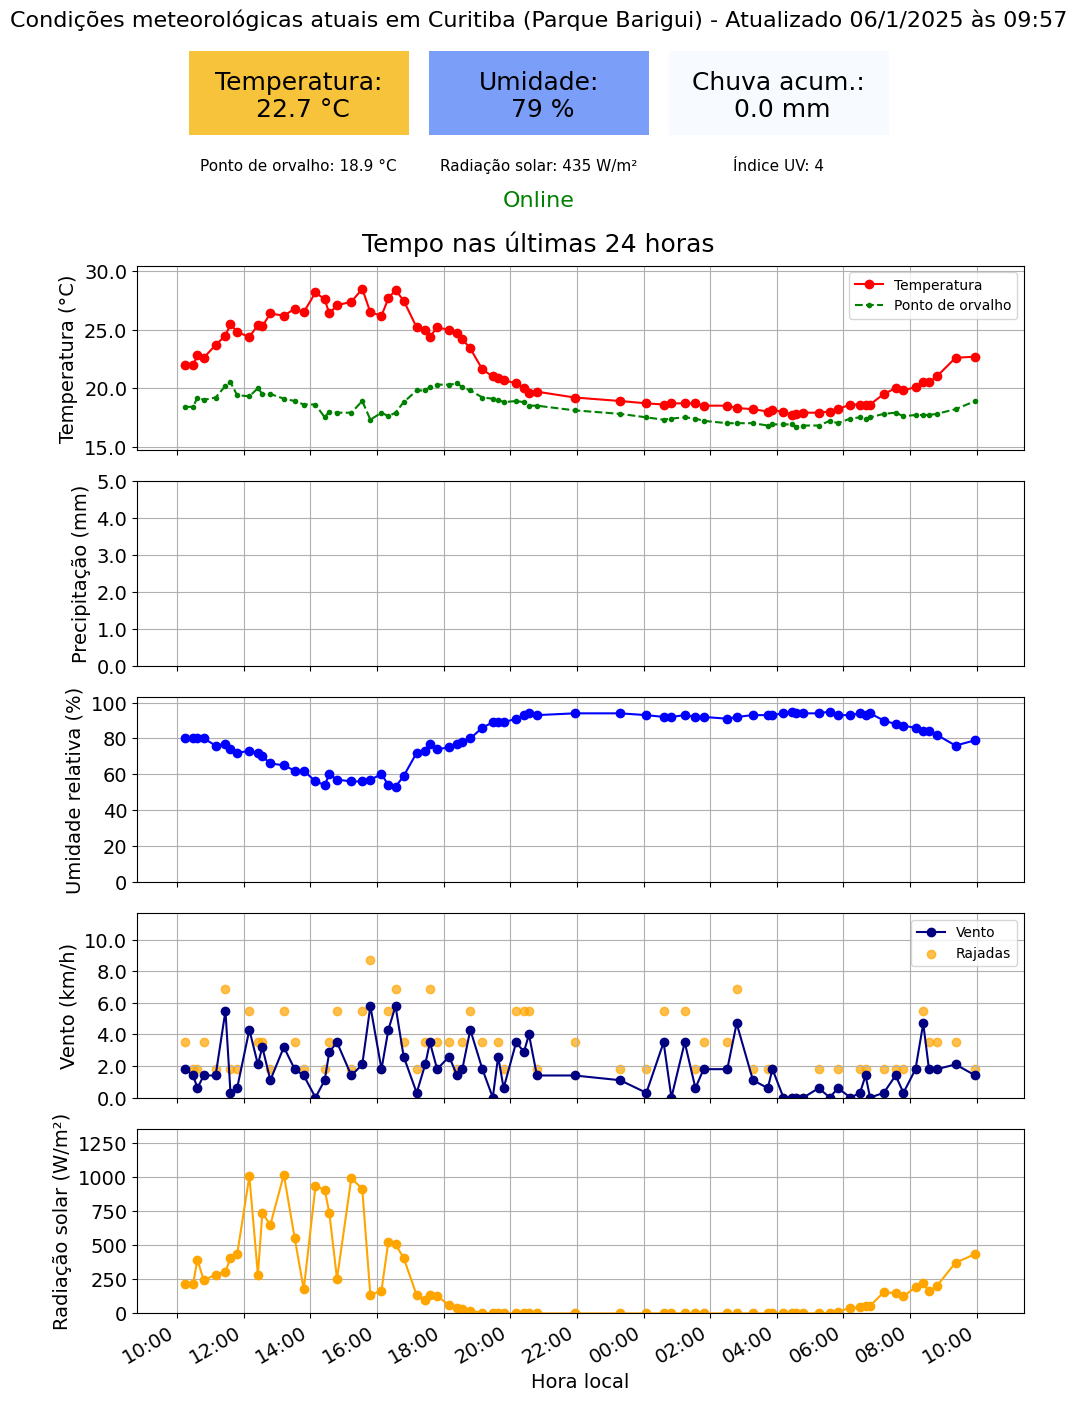 Condições meteorológicas atuais em Curitiba (Parque Barigui) - Atualizado 06/1/2025 às 09:57
Temperatura:
22.7 °C
Umidade:
79 %
Chuva acum.:
0.0 mm
Ponto de orvalho: 18.9 °C
Radiação solar: 435 W/m²
Índice UV: 4
Online
Tempo nas últimas 24 horas
Temperatura (°C)
30.0
25.0
20.0
15.0
Temperatura
Ponto de orvalho
Precipitação (mm)
5.0
4.0
3.0
2.0
1.0
0.0
Umidade relativa (%)
100
80
60
40
20
0
Vento (km/h)
10.0
8.0
6.0
4.0
2.0
0.0
Vento
Rajadas
Radiação solar (W/m²)
1250
1000
750
500
250
0
10:00
12:00
14:00
16:00
18:00
20:00
22:00
00:00
02:00
04:00
06:00
08:00
10:00
Hora local